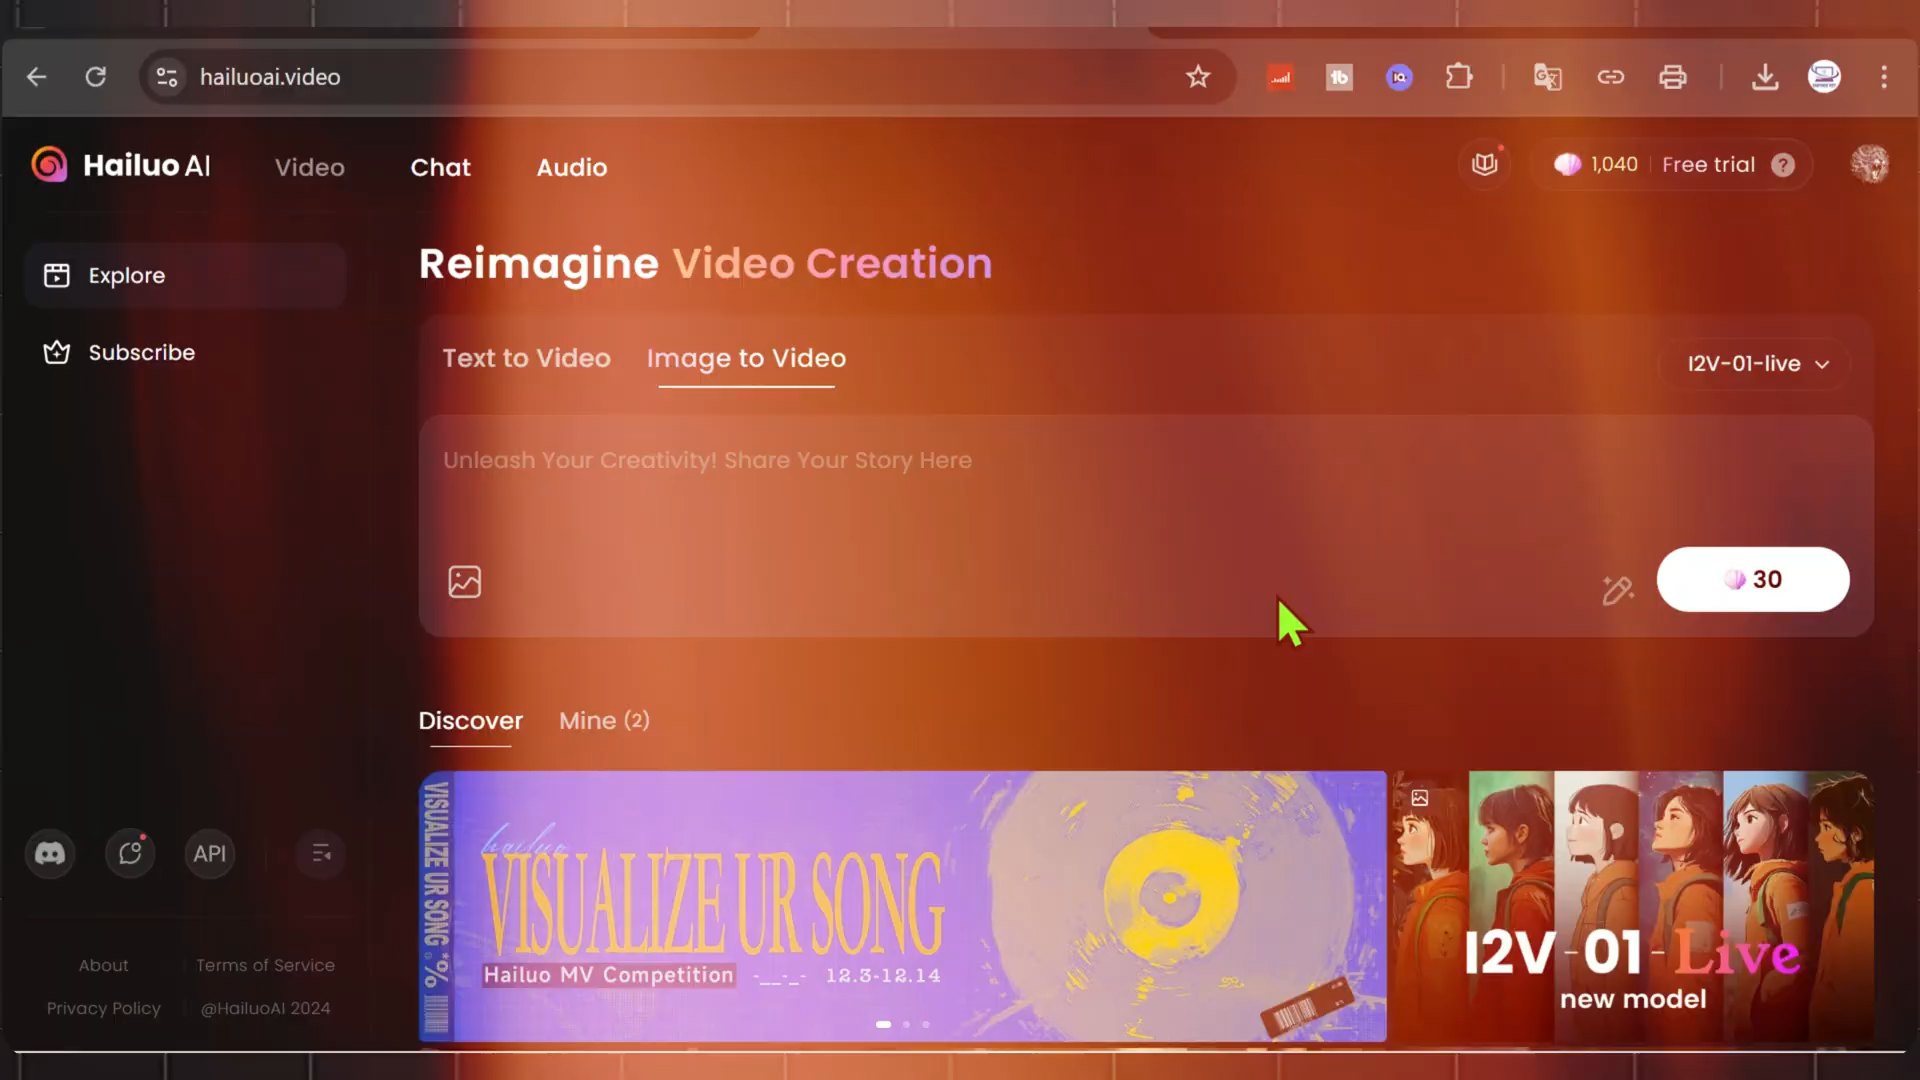 hailuoai.video
Hailuo AI
Video
Chat
Audio
1,040
Free trial
?
Explore
Subscribe
Reimagine Video Creation
Text to Video
Image to Video
I2V-01-live
Unleash Your Creativity! Share Your Story Here
30
Discover
Mine (2)
VISUALIZE UR SONG
hailuo
VISUALIZE UR SONG
Hailuo MV Competition
12.3-12.14
I2V-01-Live
new model
API
About
Terms of Service
Privacy Policy
@HailuoAI 2024